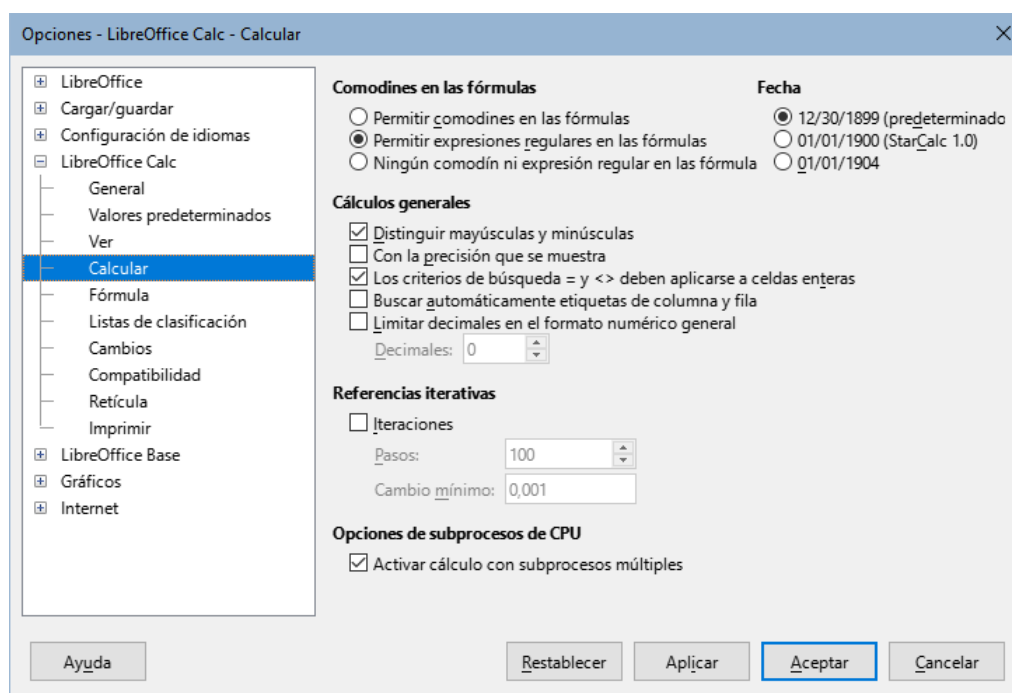 Opciones - LibreOffice Calc - Calcular
LibreOffice
Cargar/guardar
Configuración de idiomas
LibreOffice Calc
General
Valores predeterminados
Ver
Calcular
Fórmula
Listas de clasificación
Cambios
Compatibilidad
Retícula
Imprimir
LibreOffice Base
Gráficos
Internet
Comodines en las fórmulas
Permitir comodines en las fórmulas
Permitir expresiones regulares en las fórmulas
Ningún comodín ni expresión regular en las fórmula
Fecha
12/30/1899 (predeterminado
01/01/1900 (StarCalc 1.0)
01/01/1904
Cálculos generales
Distinguir mayúsculas y minúsculas
Con la precisión que se muestra
Los criterios de búsqueda = y <> deben aplicarse a celdas enteras
Buscar automáticamente etiquetas de columna y fila
Limitar decimales en el formato numérico general
Decimales: 0
Referencias iterativas
Iteraciones
Pasos: 100
Cambio mínimo: 0,001
Opciones de subprocesos de CPU
Activar cálculo con subprocesos múltiples
Ayuda Restablecer Aplicar Aceptar Cancelar